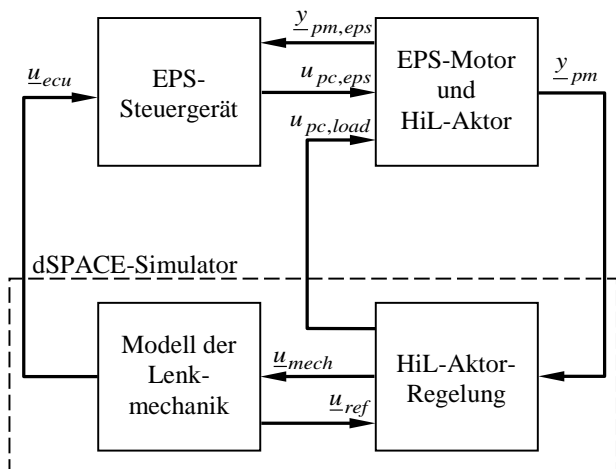 y_pm,eps
u_ecu
EPS-
Steuergerät
u_pc,eps
EPS-Motor
und
HiL-Aktor
y_pm
u_pc,load
dSPACE-Simulator
Modell der
Lenk-
mechanik
u_mech
u_ref
HiL-Aktor-
Regelung